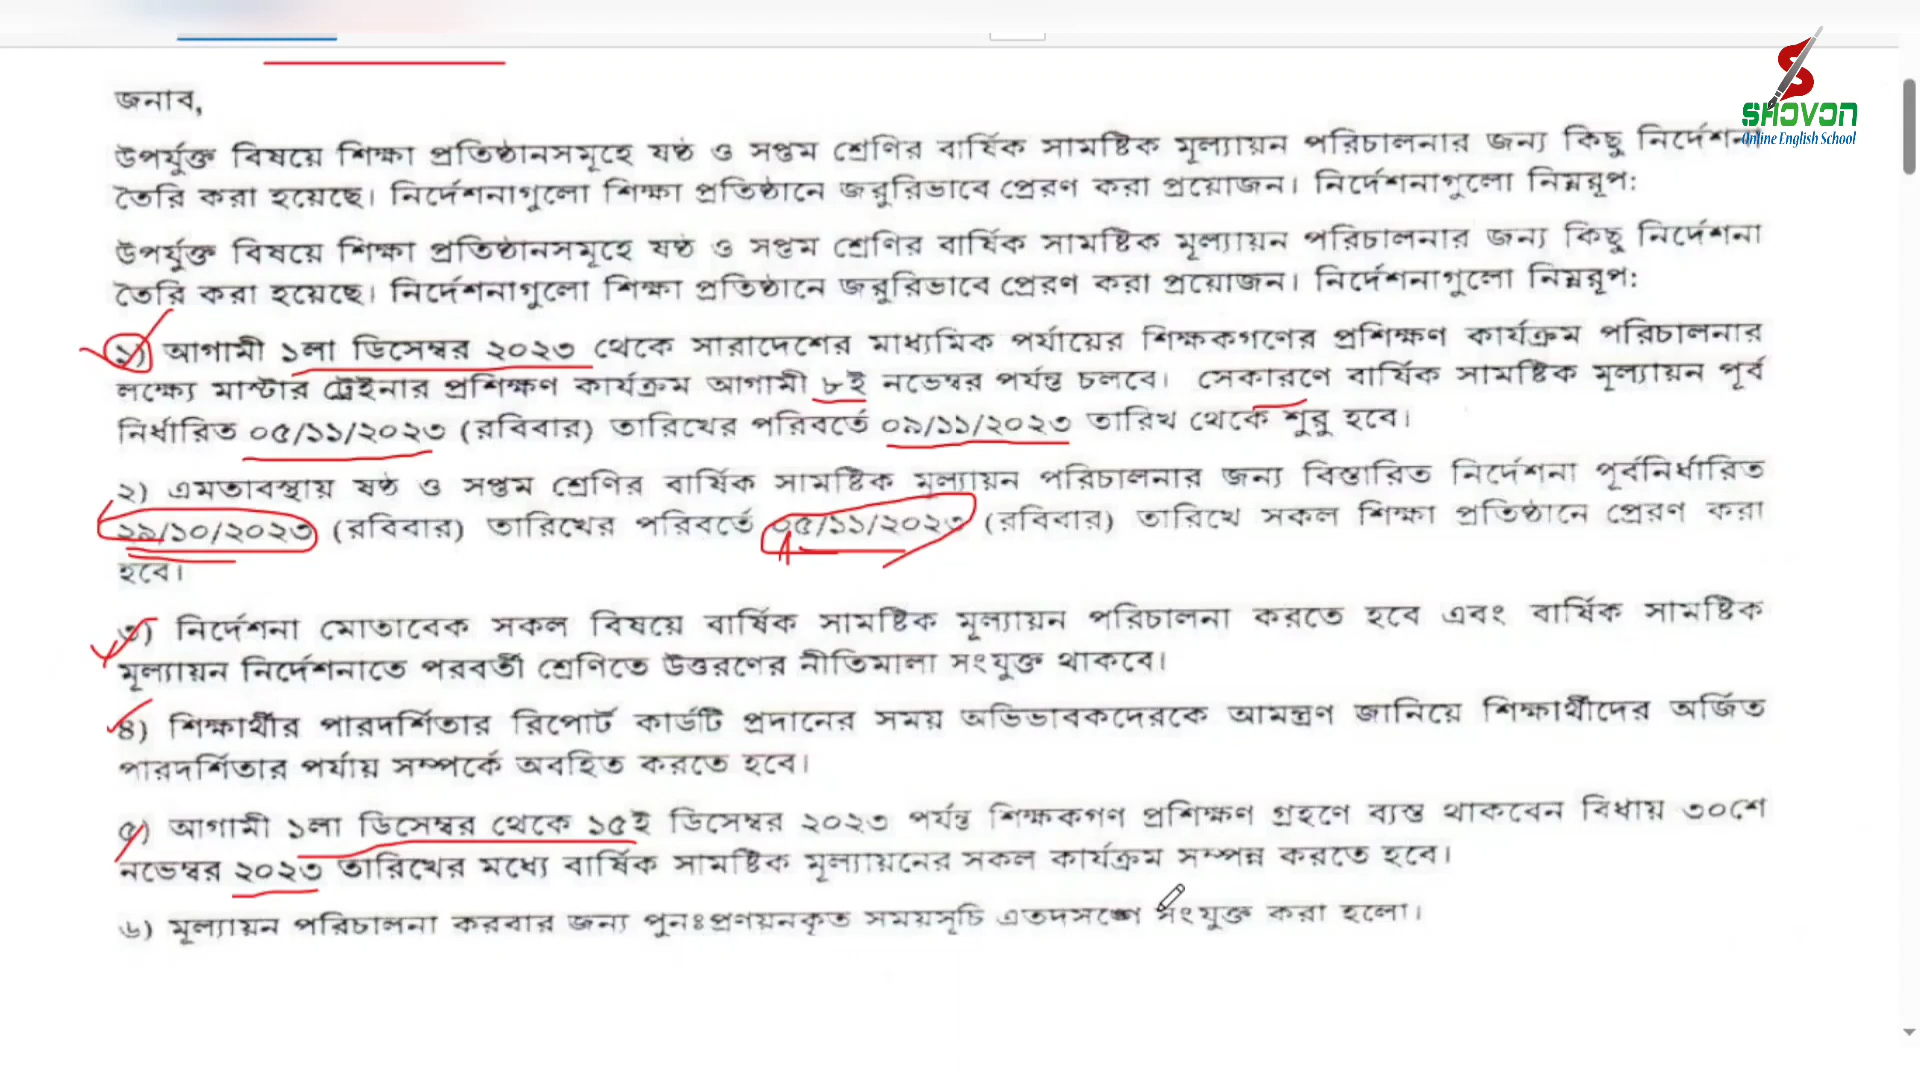 SHOVON
Online English School
জনাব,
উপর্যুক্ত বিষয়ে শিক্ষা প্রতিষ্ঠানসমূহে ষষ্ঠ ও সপ্তম শ্রেণির বার্ষিক সামষ্টিক মূল্যায়ন পরিচালনার জন্য কিছু নির্দেশনা
তৈরি করা হয়েছে। নির্দেশনাগুলো শিক্ষা প্রতিষ্ঠানে জরুরিভাবে প্রেরণ করা প্রয়োজন। নির্দেশনাগুলো নিম্নরূপ:
উপর্যুক্ত বিষয়ে শিক্ষা প্রতিষ্ঠানসমূহে ষষ্ঠ ও সপ্তম শ্রেণির বার্ষিক সামষ্টিক মূল্যায়ন পরিচালনার জন্য কিছু নির্দেশনা
তৈরি করা হয়েছে। নির্দেশনাগুলো শিক্ষা প্রতিষ্ঠানে জরুরিভাবে প্রেরণ করা প্রয়োজন। নির্দেশনাগুলো নিম্নরূপ:
১) আগামী ১লা ডিসেম্বর ২০২৩ থেকে সারাদেশের মাধ্যমিক পর্যায়ের শিক্ষকগণের প্রশিক্ষণ কার্যক্রম পরিচালনার
লক্ষ্যে মাস্টার ট্রেইনার প্রশিক্ষণ কার্যক্রম আগামী ৮ই নভেম্বর পর্যন্ত চলবে। সেকারণে বার্ষিক সামষ্টিক মূল্যায়ন পূর্ব
নির্ধারিত ০৫/১১/২০২৩ (রবিবার) তারিখের পরিবর্তে ০৯/১১/২০২৩ তারিখ থেকে শুরু হবে।
২) এমতাবস্থায় ষষ্ঠ ও সপ্তম শ্রেণির বার্ষিক সামষ্টিক মূল্যায়ন পরিচালনার জন্য বিস্তারিত নির্দেশনা পূর্বনির্ধারিত
২৯/১০/২০২৩ (রবিবার) তারিখের পরিবর্তে ০৫/১১/২০২৩ (রবিবার) তারিখে সকল শিক্ষা প্রতিষ্ঠানে প্রেরণ করা
হবে।
৩) নির্দেশনা মোতাবেক সকল বিষয়ে বার্ষিক সামষ্টিক মূল্যায়ন পরিচালনা করতে হবে এবং বার্ষিক সামষ্টিক
মূল্যায়ন নির্দেশনাতে পরবর্তী শ্রেণিতে উত্তরণের নীতিমালা সংযুক্ত থাকবে।
৪) শিক্ষার্থীর পারদর্শিতার রিপোর্ট কার্ডটি প্রদানের সময় অভিভাবকদেরকে আমন্ত্রণ জানিয়ে শিক্ষার্থীদের অর্জিত
পারদর্শিতার পর্যায় সম্পর্কে অবহিত করতে হবে।
৫) আগামী ১লা ডিসেম্বর থেকে ১৫ই ডিসেম্বর ২০২৩ পর্যন্ত শিক্ষকগণ প্রশিক্ষণ গ্রহণে ব্যস্ত থাকবেন বিধায় ৩০শে
নভেম্বর ২০২৩ তারিখের মধ্যে বার্ষিক সামষ্টিক মূল্যায়নের সকল কার্যক্রম সম্পন্ন করতে হবে।
৬) মূল্যায়ন পরিচালনা করবার জন্য পুনঃপ্রণয়নকৃত সময়সূচি এতদসঙ্গে সংযুক্ত করা হলো।